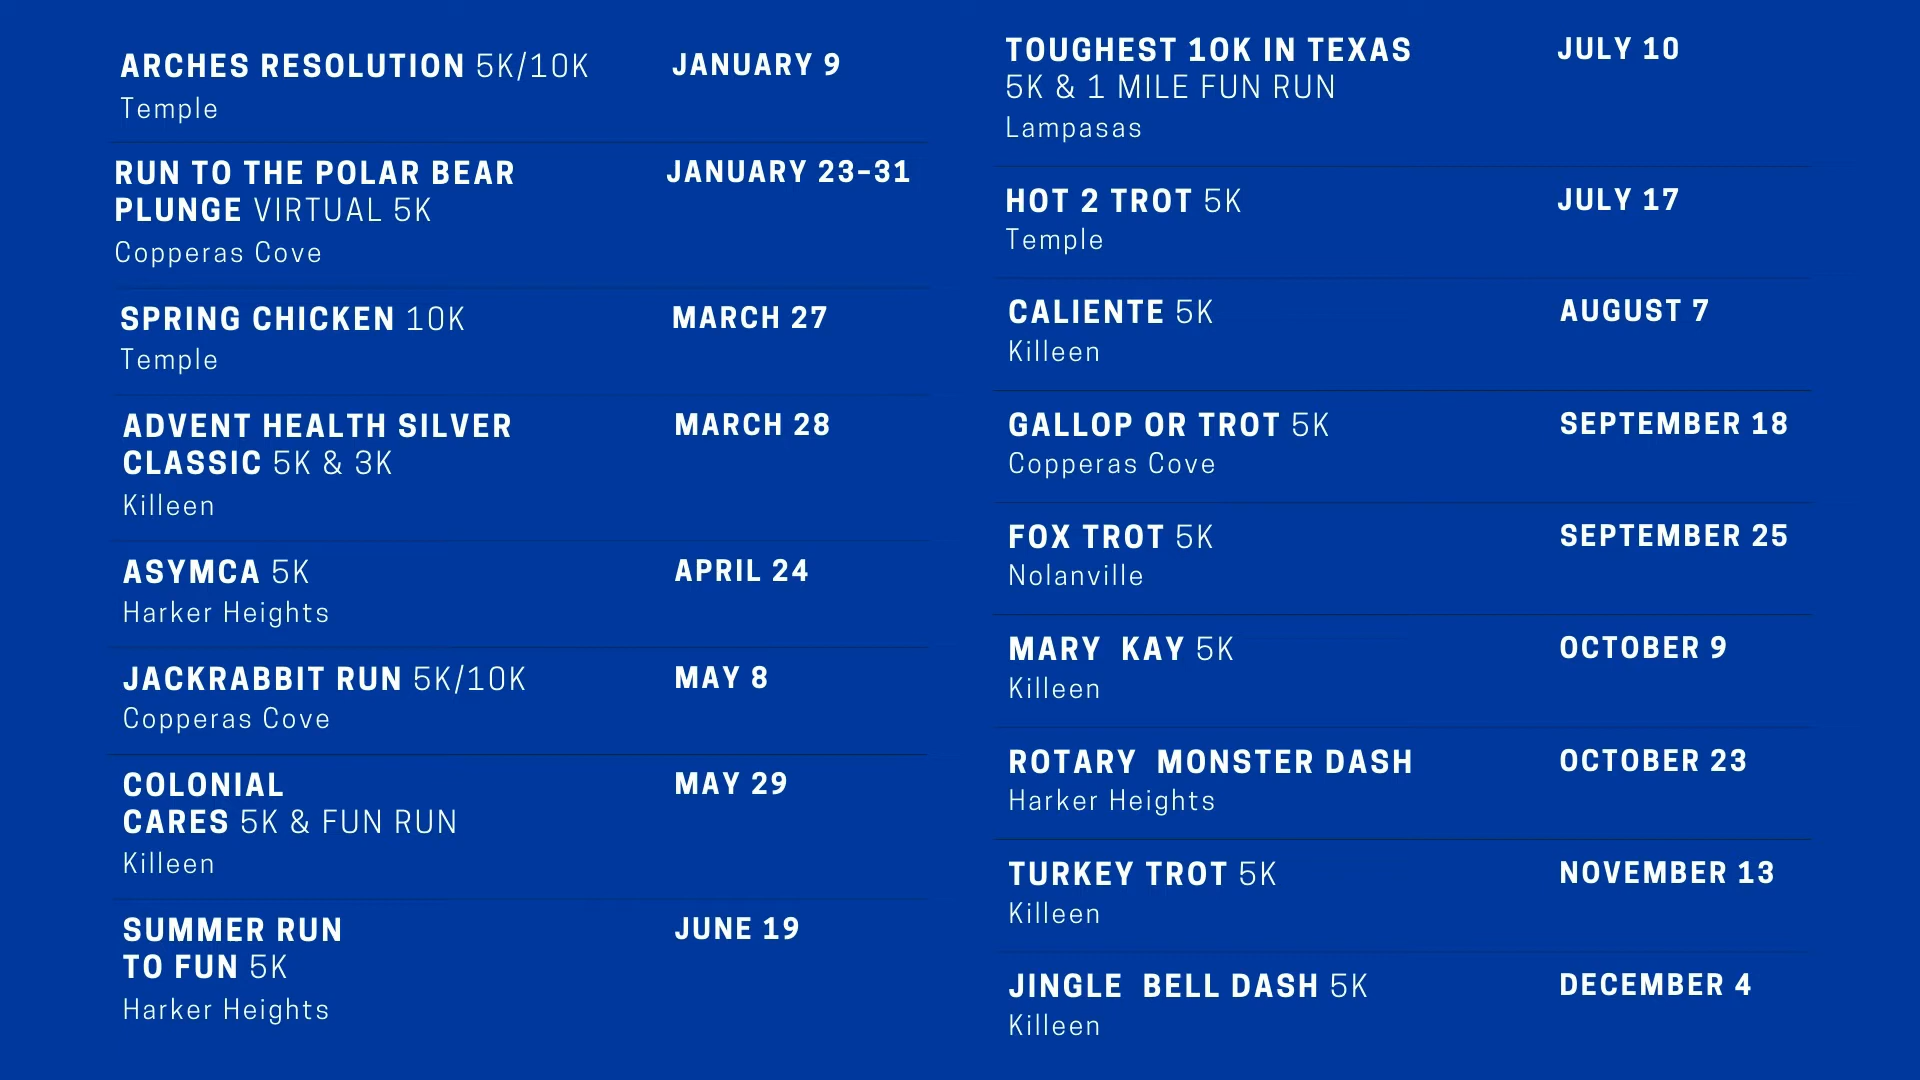 ARCHES RESOLUTION 5K/10K JANUARY 9
Temple
RUN TO THE POLAR BEAR JANUARY 23-31
PLUNGE VIRTUAL 5K
Copperas Cove
SPRING CHICKEN 10K MARCH 27
Temple
ADVENT HEALTH SILVER MARCH 28
CLASSIC 5K & 3K
Killeen
ASYMCA 5K APRIL 24
Harker Heights
JACKRABBIT RUN 5K/10K MAY 8
Copperas Cove
COLONIAL MAY 29
CARES 5K & FUN RUN
Killeen
SUMMER RUN JUNE 19
TO FUN 5K
Harker Heights
TOUGHEST 10K IN TEXAS JULY 10
5K & 1 MILE FUN RUN
Lampasas
HOT 2 TROT 5K JULY 17
Temple
CALIENTE 5K AUGUST 7
Killeen
GALLOP OR TROT 5K SEPTEMBER 18
Copperas Cove
FOX TROT 5K SEPTEMBER 25
Nolanville
MARY KAY 5K OCTOBER 9
Killeen
ROTARY MONSTER DASH OCTOBER 23
Harker Heights
TURKEY TROT 5K NOVEMBER 13
Killeen
JINGLE BELL DASH 5K DECEMBER 4
Killeen